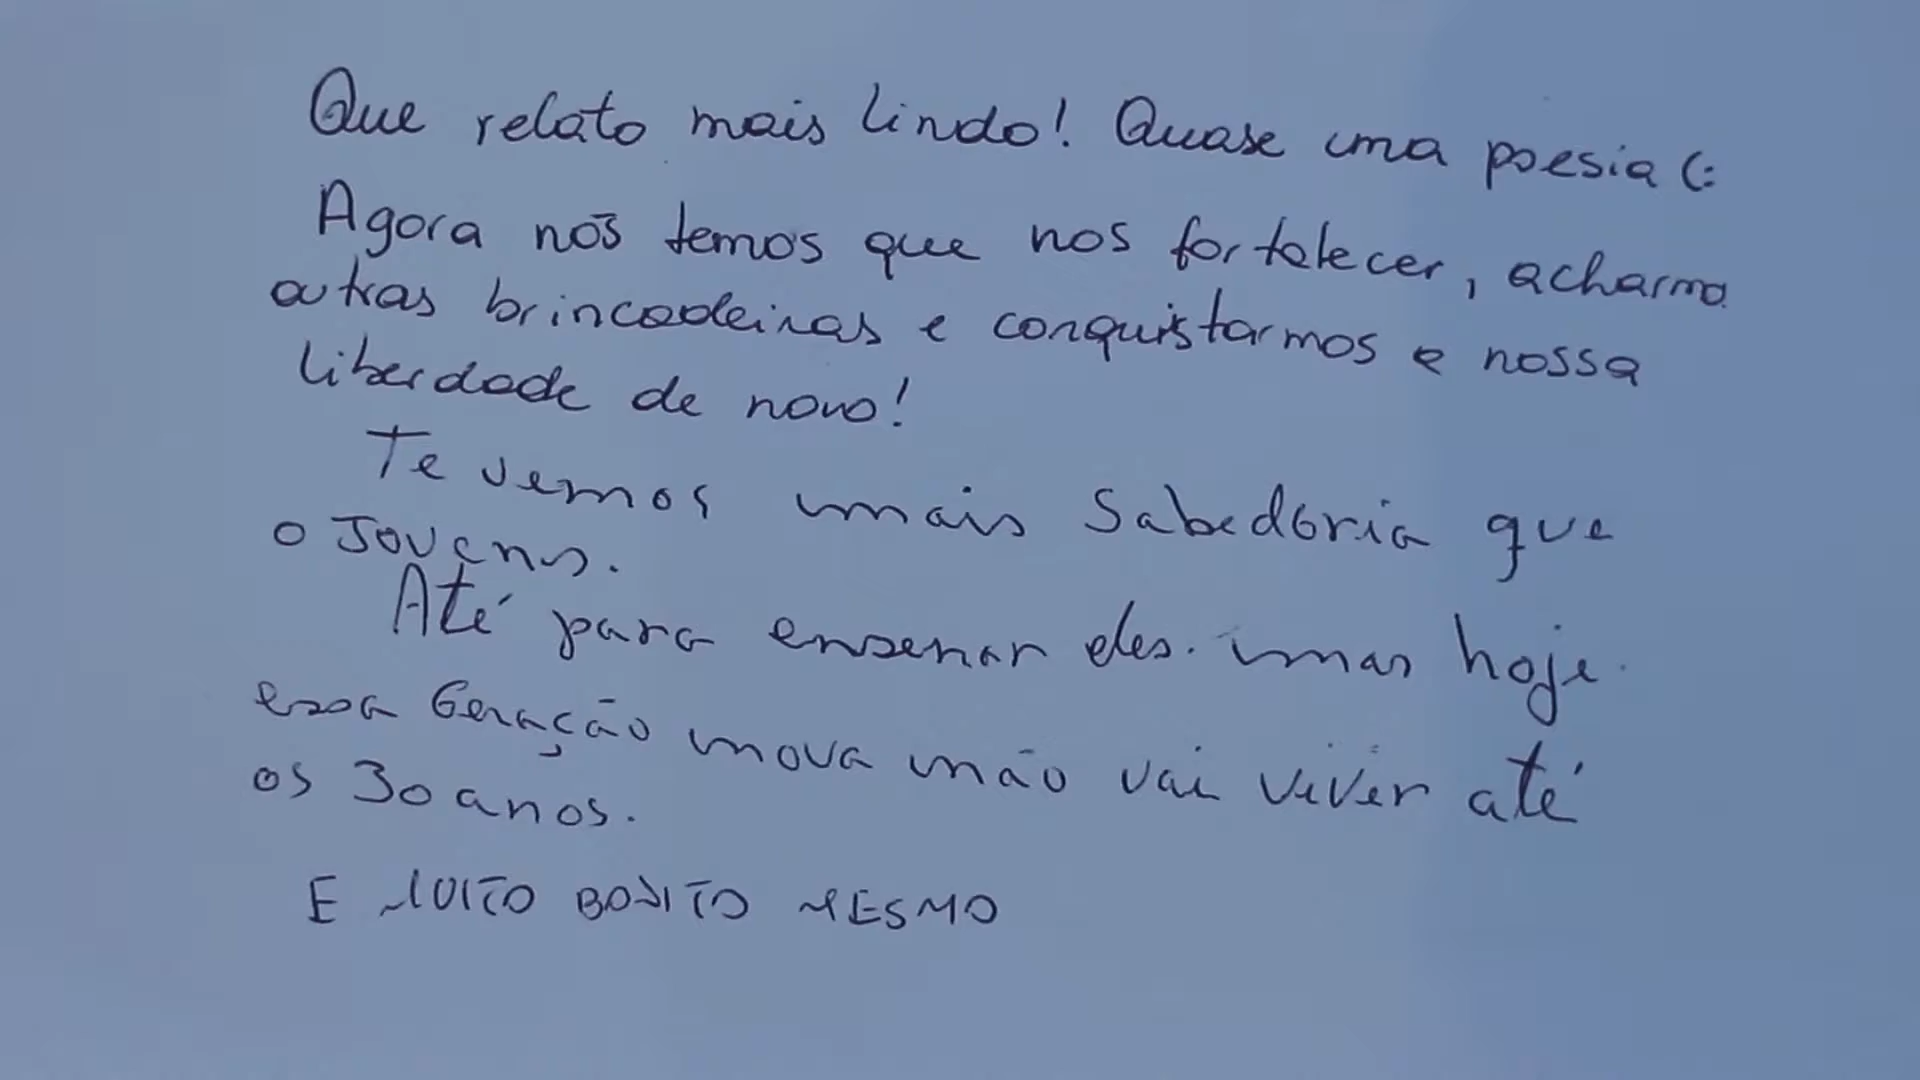 Que relato mais lindo! Quase uma poesia (:
Agora nós temos que nos fortalecer, acharmo
outras brincadeiras e conquistarmos a nossa
liberdade de novo!
Te vemos mais Sabedoria que
o Jovens.
Até para ensenar eles. mas hoje
essa Geração nova não vai viver até
os 30 anos.
E MUITO BONITO MESMO